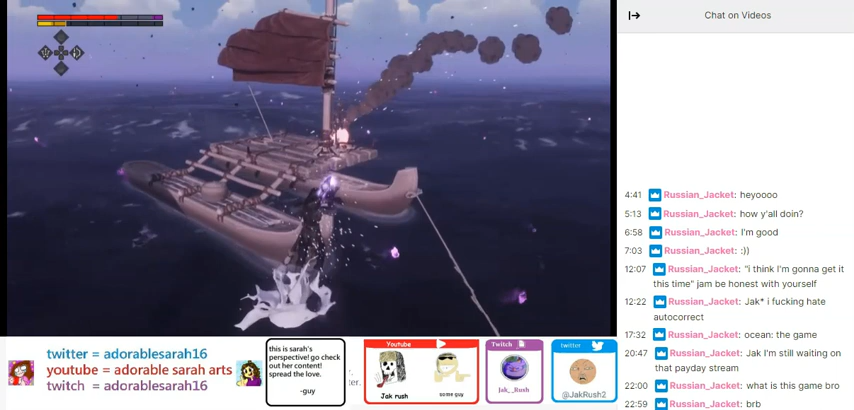 Chat on Videos
4:41 Russian_Jacket: heyoooo
5:13 Russian_Jacket: how y'all doin?
6:58 Russian_Jacket: I'm good
7:03 Russian_Jacket: :))
12:07 Russian_Jacket: "i think I'm gonna get it
this time" jam be honest with yourself
12:22 Russian_Jacket: Jak* i fucking hate
autocorrect
17:32 Russian_Jacket: ocean: the game
20:47 Russian_Jacket: Jak I'm still waiting on
that payday stream
22:00 Russian_Jacket: what is this game bro
22:59 Russian_Jacket: brb
twitter = adorablesarah16
youtube = adorable sarah arts
twitch = adorablesarah16
this is sarah's
perspective! go check
out her content!
spread the love.
-guy
ter.
Youtube
Jak rush
some guy
Twitch
Jak_Rush
twitter
@JakRush2